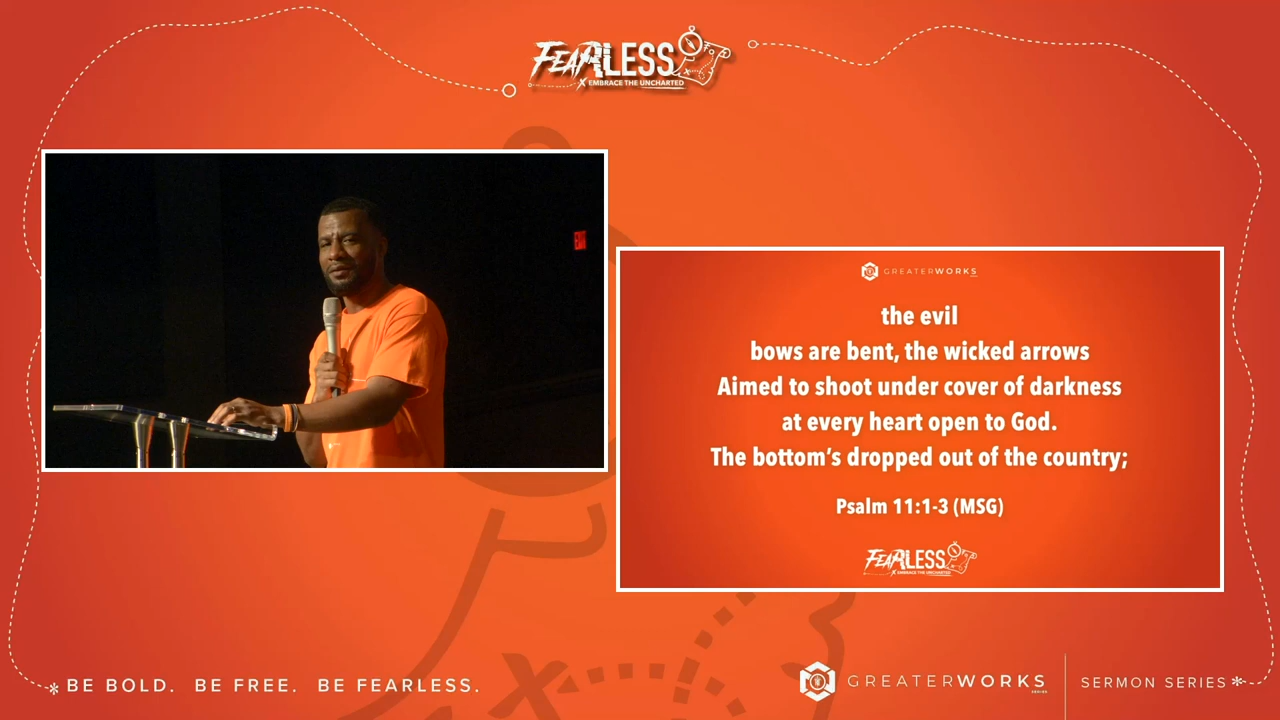 FEARLESS
X EMBRACE THE UNCHARTED
GREATERWORKS
the evil
bows are bent, the wicked arrows
Aimed to shoot under cover of darkness
at every heart open to God.
The bottom's dropped out of the country;
Psalm 11:1-3 (MSG)
FEARLESS
X EMBRACE THE UNCHARTED
BE BOLD. BE FREE. BE FEARLESS.
GREATERWORKS
SERIES
SERMON SERIES